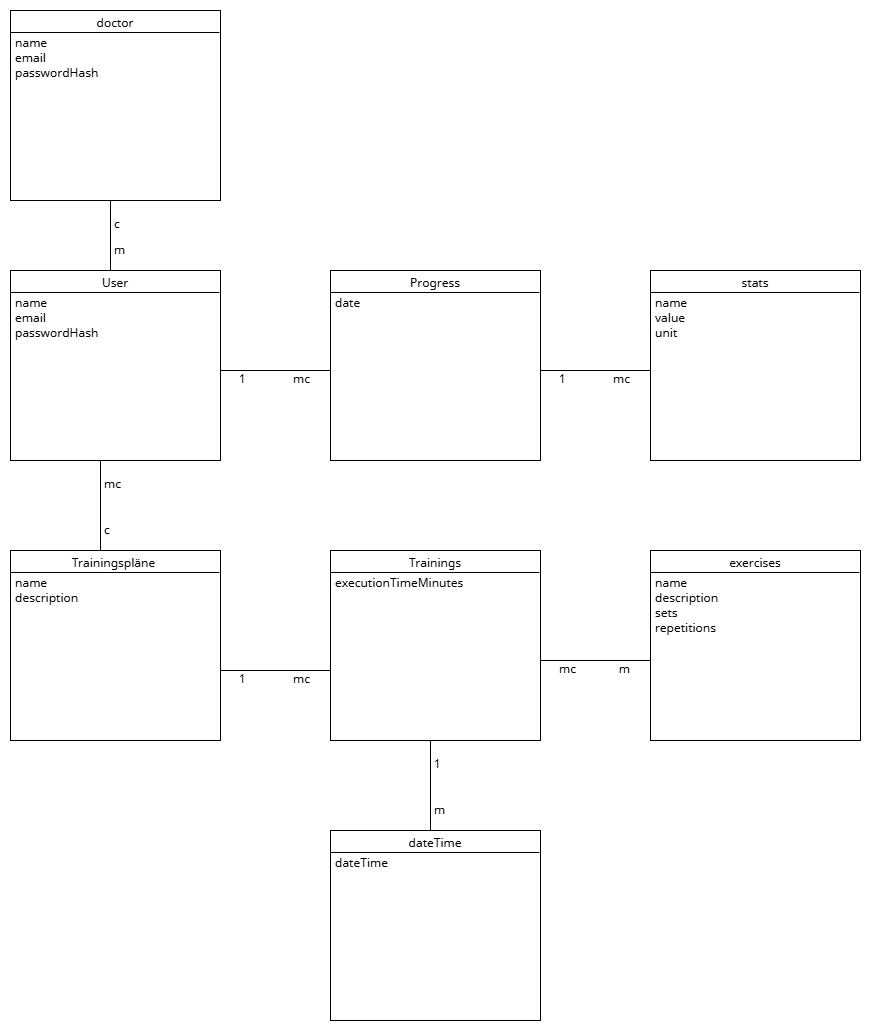 doctor
name
email
passwordHash
c
m
User
name
email
passwordHash
1
mc
Progress
date
1
mc
stats
name
value
unit
mc
c
Trainingspläne
name
description
1
mc
Trainings
executionTimeMinutes
mc
m
exercises
name
description
sets
repetitions
1
m
dateTime
dateTime